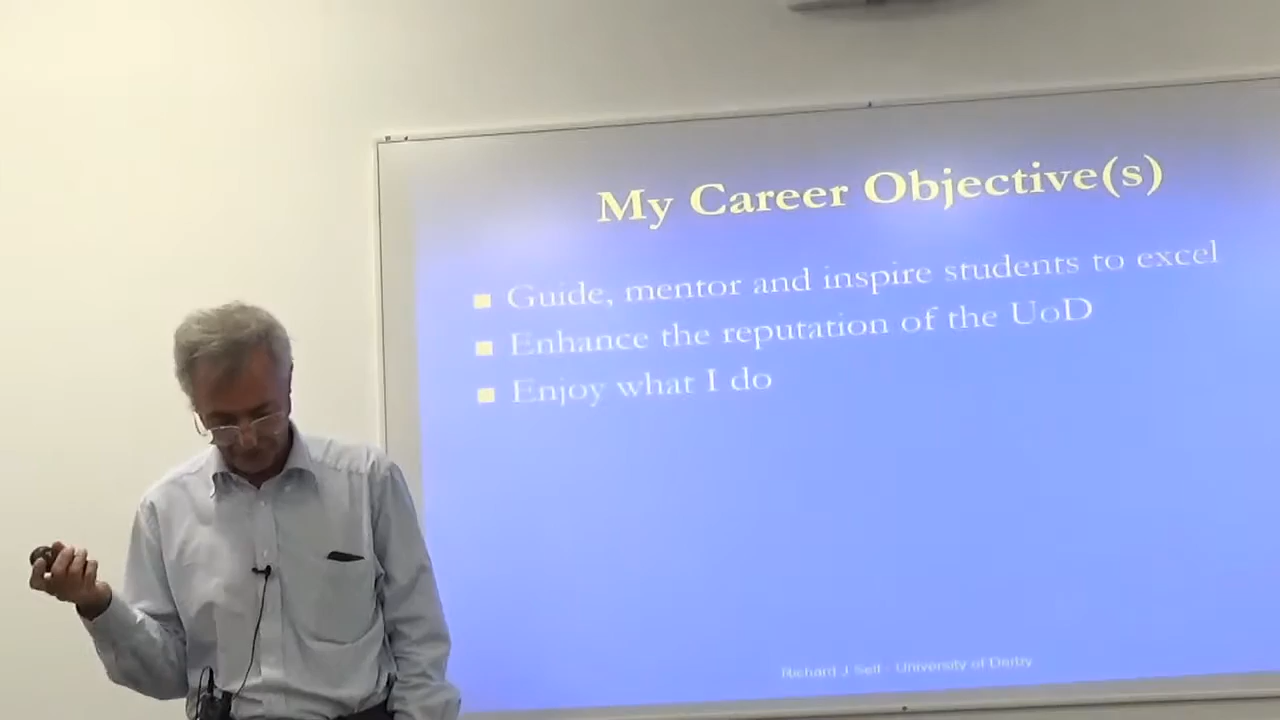 My Career Objective(s)
Guide, mentor and inspire students to excel
Enhance the reputation of the UoD
Enjoy what I do
Richard J Self - University of Derby